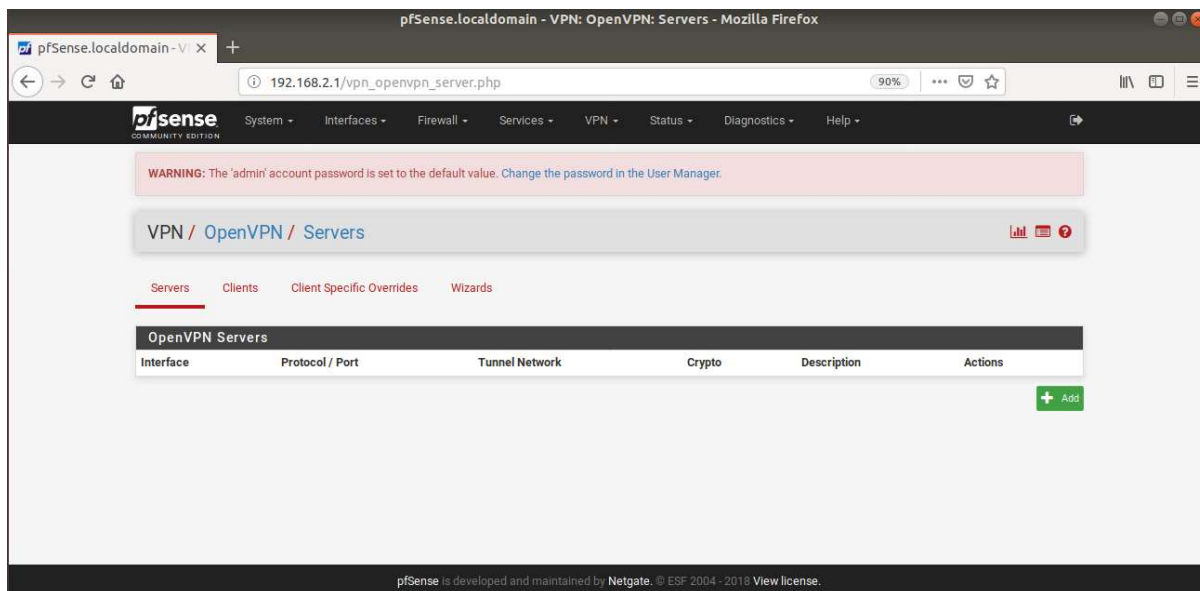 pfSense.localdomain - VPN: OpenVPN: Servers - Mozilla Firefox
pfSense.localdomain - V
192.168.2.1/vpn_openvpn_server.php 90%
pfsense System Interfaces Firewall Services VPN Status Diagnostics Help
COMMUNITY EDITION
WARNING: The 'admin' account password is set to the default value. Change the password in the User Manager.
VPN / OpenVPN / Servers
Servers Clients Client Specific Overrides Wizards
OpenVPN Servers
Interface Protocol / Port Tunnel Network Crypto Description Actions
+ Add
pfSense is developed and maintained by Netgate. © ESF 2004 - 2018 View license.